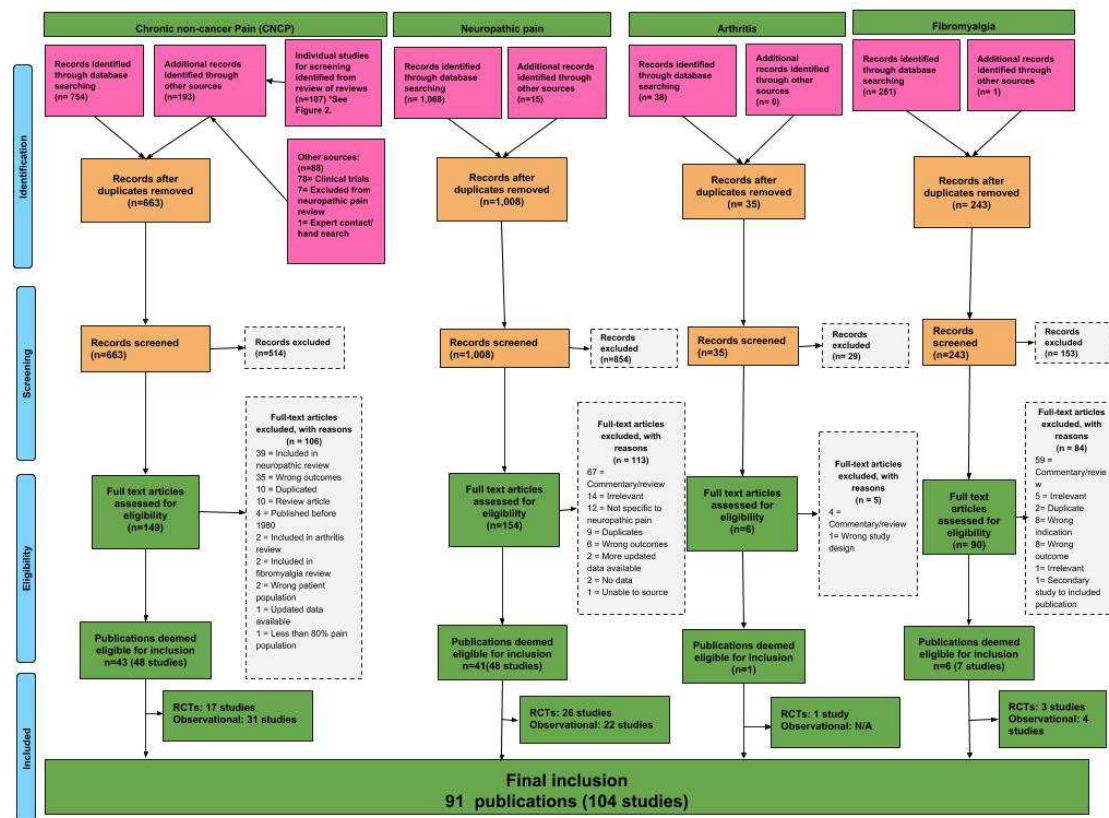 Chronic non-cancer Pain (CNCP)
Neuropathic pain
Arthritis
Fibromyalgia
Identification
Records identified
through database
searching
(n= 754)
Additional records
identified through
other sources
(n=193)
Individual studies
for screening
identified from
review of reviews
(n=107) *See
Figure 2.
Other sources:
(n=88)
78= Clinical trials
7= Excluded from
neuropathic pain
review
1= Expert contact/
hand search
Records after
duplicates removed
(n=663)
Records identified
through database
searching
(n= 1,068)
Additional records
identified through
other sources
(n=15)
Records after
duplicates removed
(n=1,008)
Records
identified through
database
searching
(n= 38)
Additional
records identified
through other
sources
(n= 0)
Records after
duplicates removed
(n= 35)
Records identified
through database
searching
(n= 261)
Additional records
identified through
other sources
(n= 1)
Records after
duplicates removed
(n= 243)
Screening
Records screened
(n=663)
Records excluded
(n=514)
Records screened
(n=1,008)
Records
excluded
(n=854)
Records screened
(n=35)
Records
excluded
(n= 29)
Records
screened
(n=243)
Records
excluded
(n= 153)
Eligibility
Full text articles
assessed for
eligibility
(n=149)
Full-text articles
excluded, with reasons
(n = 106)
39 = Included in
neuropathic review
35 = Wrong outcomes
10 = Duplicated
10 = Review article
4 = Published before
1980
2 = Included in arthritis
review
2 = Included in
fibromyalgia review
2 = Wrong patient
population
1 = Updated data
available
1 = Less than 80% pain
population
Full text articles
assessed for
eligibility
(n=154)
Full-text articles
excluded, with
reasons
(n = 113)
67 =
Commentary/review
14 = Irrelevant
12 = Not specific to
neuropathic pain
9 = Duplicates
6 = Wrong outcomes
2 = More updated
data available
2 = No data
1 = Unable to source
Full text articles
assessed for
eligibility
(n=6)
Full-text articles
excluded, with
reasons
(n = 5)
4 =
Commentary/review
1= Wrong study
design
Full text
articles
assessed for
eligibility
(n= 90)
Full-text articles
excluded, with
reasons
(n = 84)
59 =
Commentary/revie
w
5 = Irrelevant
2= Duplicate
8= Wrong
indication
8= Wrong
outcome
1= Irrelevant
1= Secondary
study to included
publication
Publications deemed
eligible for inclusion
n=43 (48 studies)
Publications deemed
eligible for inclusion
n=41(48 studies)
Publications deemed
eligible for inclusion
(n=1)
Publications deemed
eligible for inclusion
n=6 (7 studies)
Included
RCTs: 17 studies
Observational: 31 studies
RCTs: 26 studies
Observational: 22 studies
RCTs: 1 study
Observational: N/A
RCTs: 3 studies
Observational: 4
studies
Final inclusion
91 publications (104 studies)